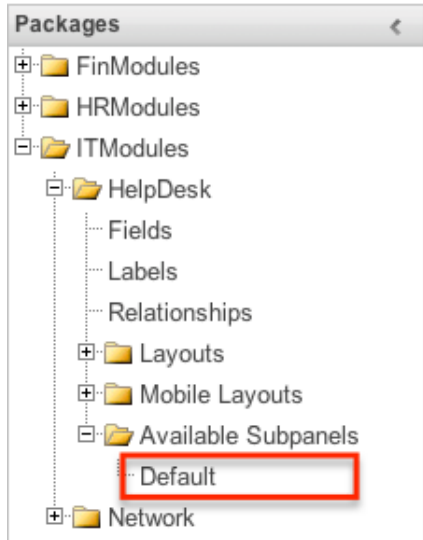 Packages
FinModules
HRModules
ITModules
HelpDesk
Fields
Labels
Relationships
Layouts
Mobile Layouts
Available Subpanels
Default
Network